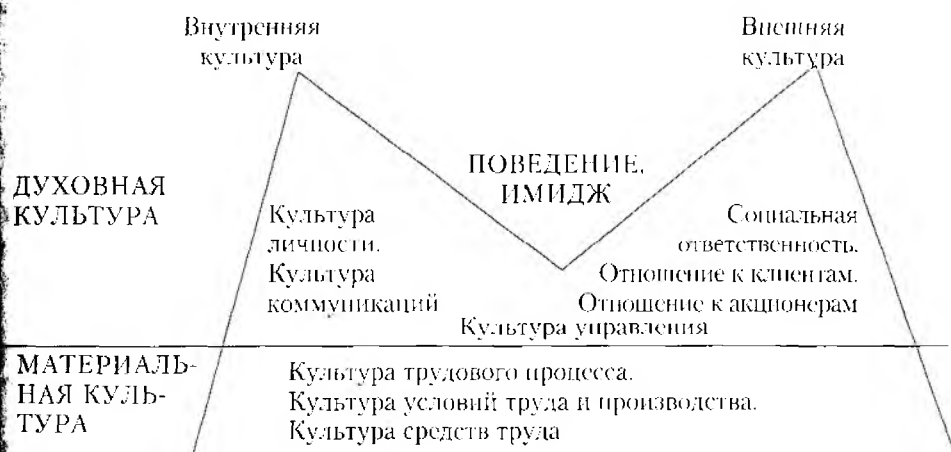 Внутренняя
культура
Внешняя
культура
ПОВЕДЕНИЕ,
ИМИДЖ
ДУХОВНАЯ
КУЛЬТУРА
Культура
личности.
Культура
коммуникаций
Социальная
ответственность.
Отношение к клиентам.
Отношение к акционерам
Культура управления
МАТЕРИАЛЬ-
НАЯ КУЛЬ-
ТУРА
Культура трудового процесса.
Культура условий труда и производства.
Культура средств труда